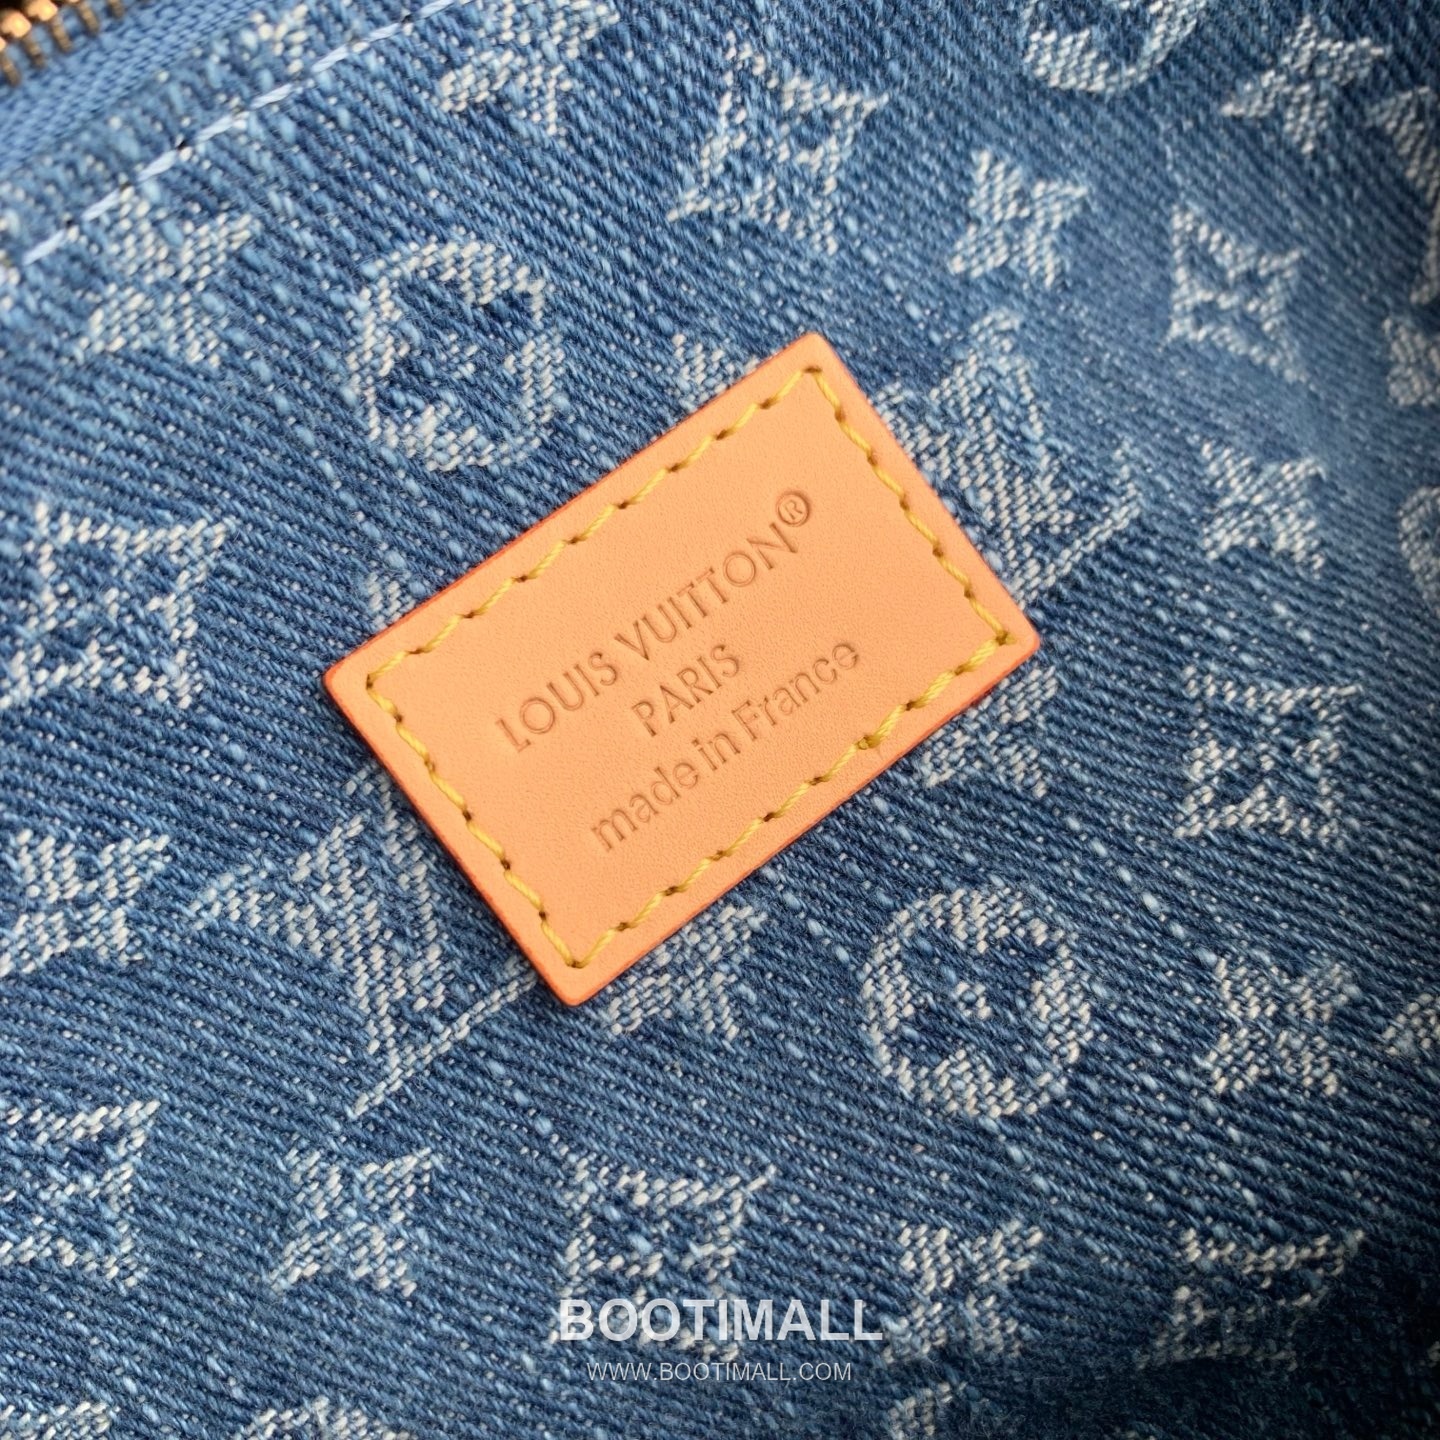 LOUIS VUITTON®
PARIS
made in France
BOOTIMALL
WWW.BOOTIMALL.COM